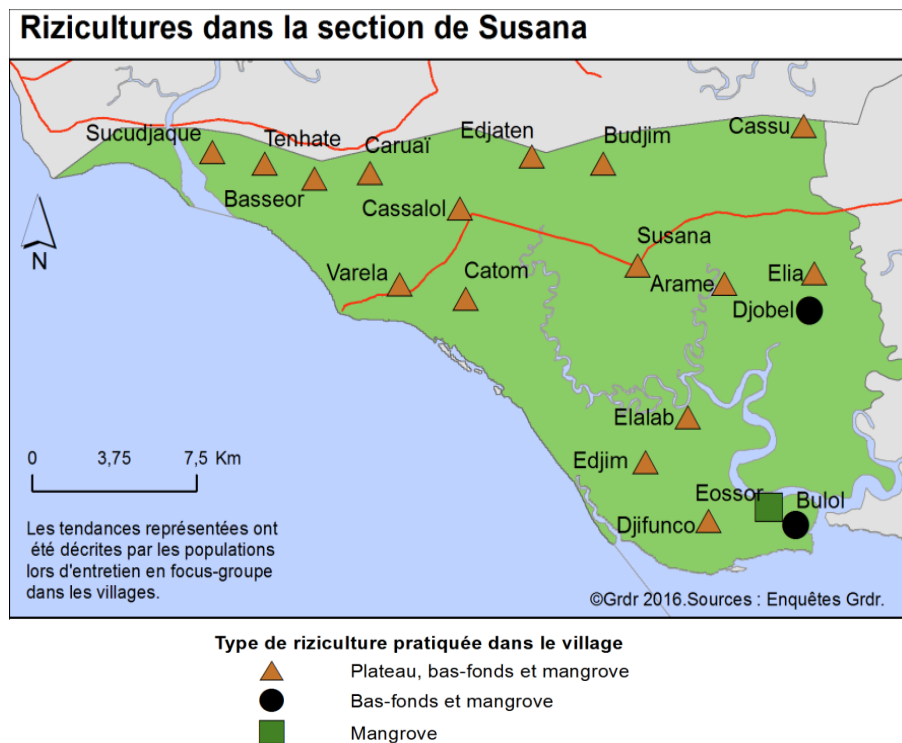 Rizicultures dans la section de Susana
Sucudjaque
Tenhate
Caruaï
Edjaten
Budjim
Cassu
Basseor
Cassalol
Susana
Varela
Catom
Arame
Elia
Djobel
N
Elalab
0 3,75 7,5 Km
Edjim
Eossor
Bulol
Djifunco
Les tendances représentées ont
été décrites par les populations
lors d'entretien en focus-groupe
dans les villages.
©Grdr 2016.Sources : Enquêtes Grdr.
Type de riziculture pratiquée dans le village
Plateau, bas-fonds et mangrove
Bas-fonds et mangrove
Mangrove